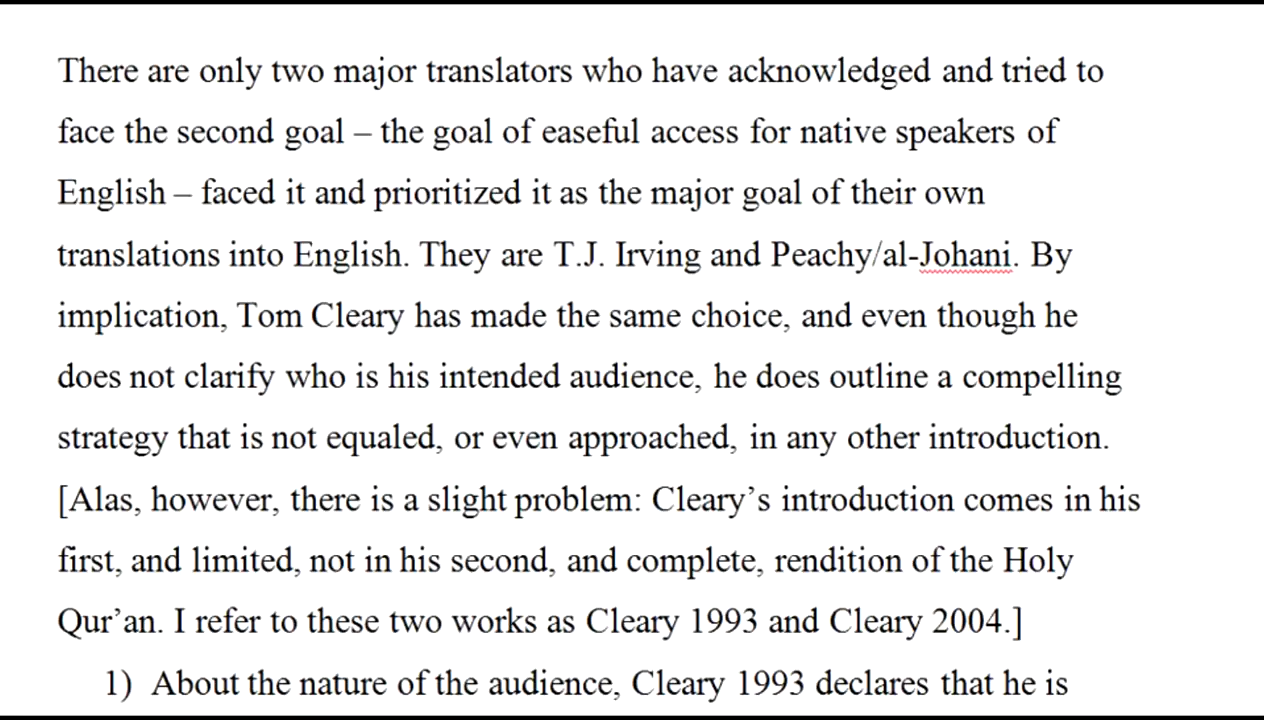 There are only two major translators who have acknowledged and tried to
face the second goal – the goal of easeful access for native speakers of
English – faced it and prioritized it as the major goal of their own
translations into English. They are T.J. Irving and Peachy/al-Johani. By
implication, Tom Cleary has made the same choice, and even though he
does not clarify who is his intended audience, he does outline a compelling
strategy that is not equaled, or even approached, in any other introduction.
[Alas, however, there is a slight problem: Cleary’s introduction comes in his
first, and limited, not in his second, and complete, rendition of the Holy
Qur’an. I refer to these two works as Cleary 1993 and Cleary 2004.]
1) About the nature of the audience, Cleary 1993 declares that he is